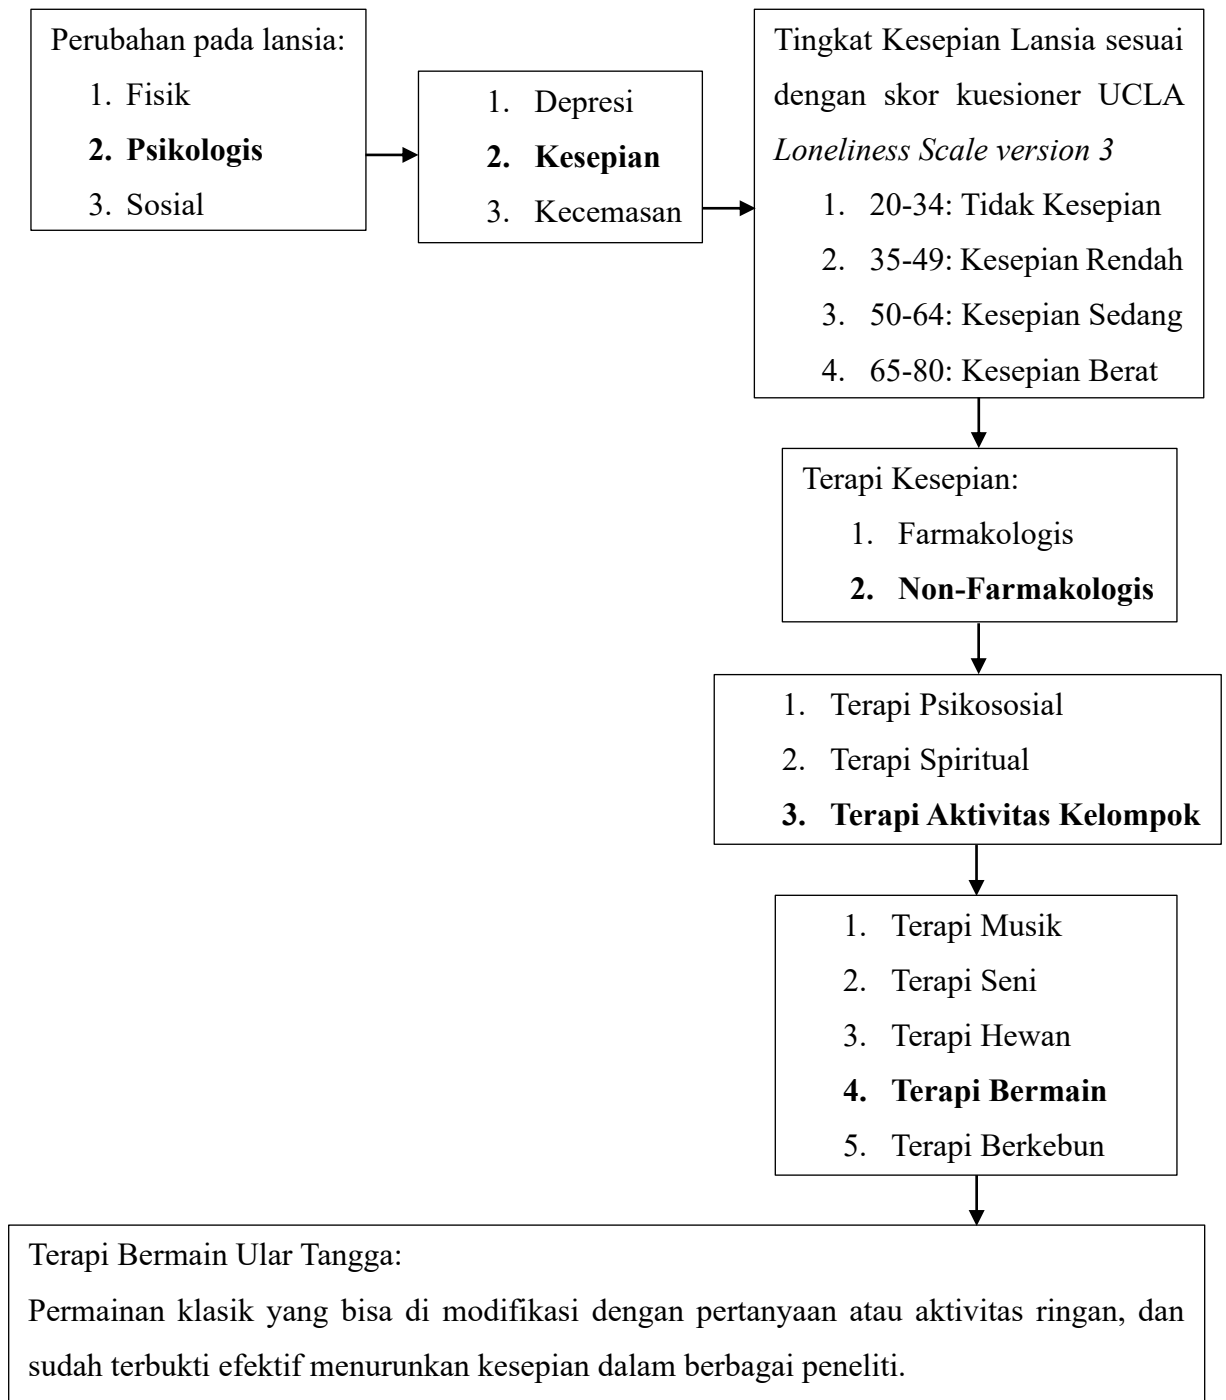 Perubahan pada lansia:
1. Fisik
2. Psikologis
3. Sosial
1. Depresi
2. Kesepian
3. Kecemasan
Tingkat Kesepian Lansia sesuai
dengan skor kuesioner UCLA
Loneliness Scale version 3
1. 20-34: Tidak Kesepian
2. 35-49: Kesepian Rendah
3. 50-64: Kesepian Sedang
4. 65-80: Kesepian Berat
Terapi Kesepian:
1. Farmakologis
2. Non-Farmakologis
1. Terapi Psikososial
2. Terapi Spiritual
3. Terapi Aktivitas Kelompok
1. Terapi Musik
2. Terapi Seni
3. Terapi Hewan
4. Terapi Bermain
5. Terapi Berkebun
Terapi Bermain Ular Tangga:
Permainan klasik yang bisa di modifikasi dengan pertanyaan atau aktivitas ringan, dan
sudah terbukti efektif menurunkan kesepian dalam berbagai peneliti.